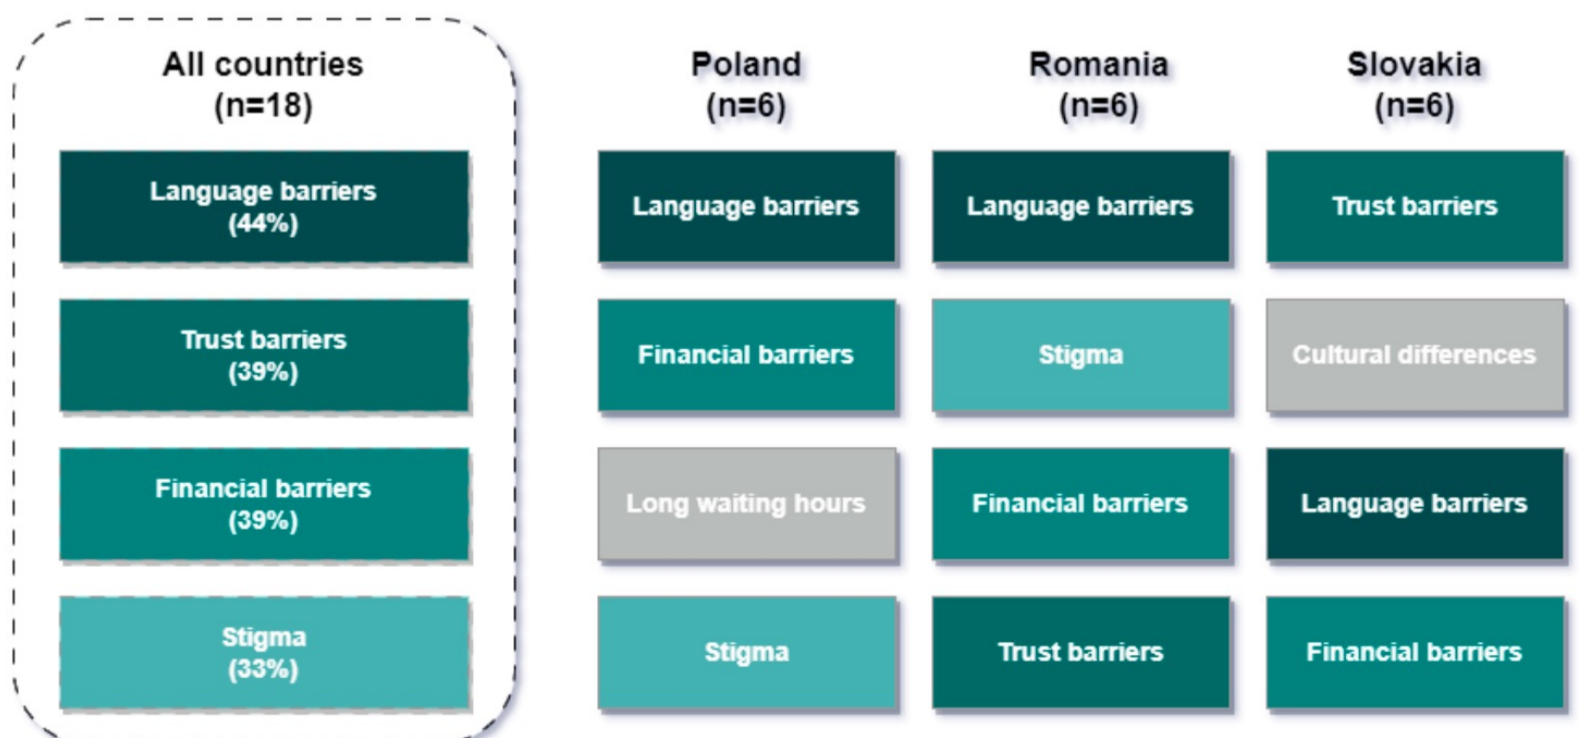 All countries
(n=18)
Language barriers
(44%)
Trust barriers
(39%)
Financial barriers
(39%)
Stigma
(33%)
Poland
(n=6)
Language barriers
Financial barriers
Long waiting hours
Stigma
Romania
(n=6)
Language barriers
Stigma
Financial barriers
Trust barriers
Slovakia
(n=6)
Trust barriers
Cultural differences
Language barriers
Financial barriers